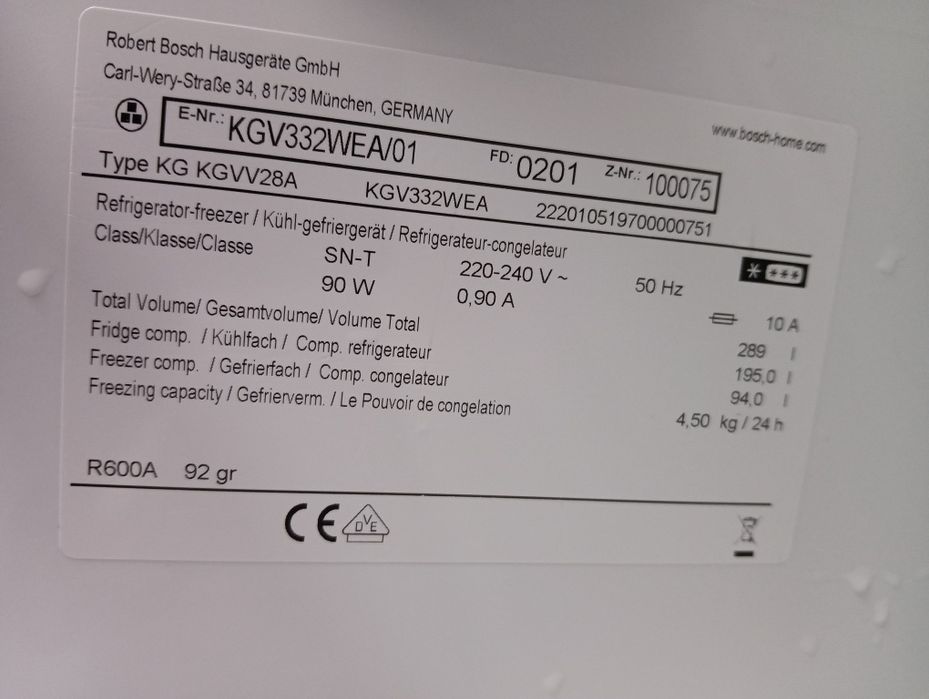 Robert Bosch Hausgeräte GmbH
Carl-Wery-Straße 34, 81739 München, GERMANY
www.bosch-home.com
E-Nr.: KGV332WEA/01 FD: 0201 Z-Nr.: 100075
Type KG KGVV28A KGV332WEA 222010519700000751
Refrigerator-freezer / Kühl-gefriergerät / Refrigerateur-congelateur
Class/Klasse/Classe SN-T 220-240 V ~ 50 Hz
90 W 0,90 A 10 A
Total Volume/ Gesamtvolume/ Volume Total 289 l
Fridge comp. / Kühlfach / Comp. refrigerateur 195,0 l
Freezer comp. / Gefrierfach / Comp. congelateur 94,0 l
Freezing capacity / Gefrierverm. / Le Pouvoir de congelation 4,50 kg / 24 h
R600A 92 gr
CE DVE